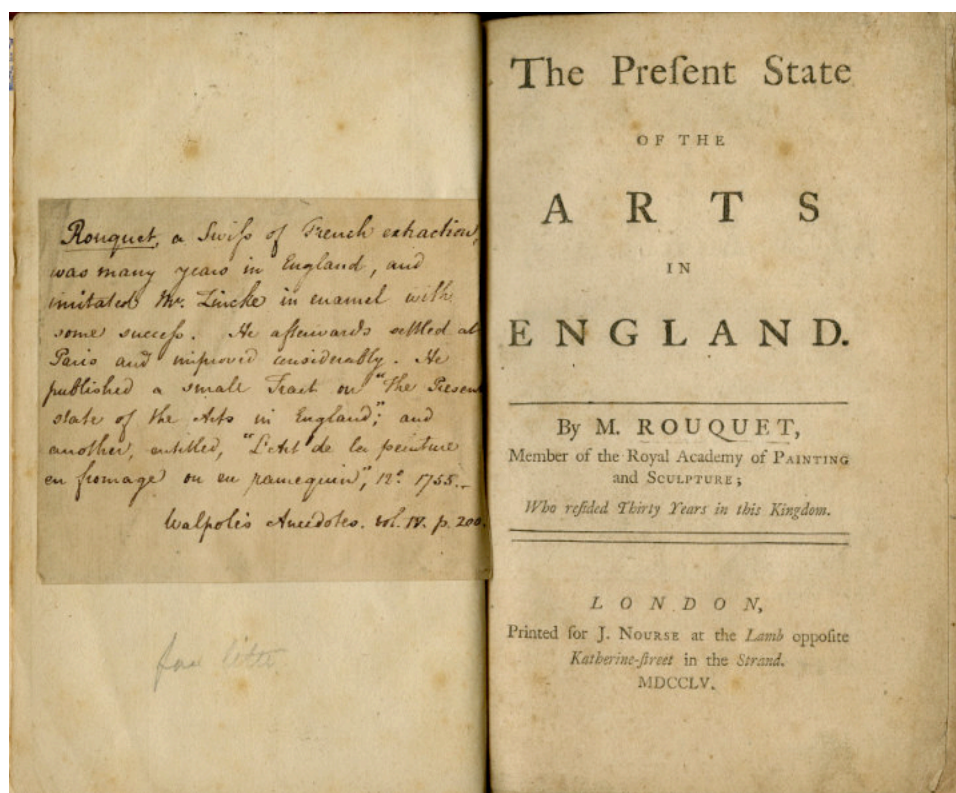 Rouquet, a Swiſs of French extraction,
was many years in England, and
imitated Mr. Zincke in enamel with
some succeſs. He afterwards settled at
Paris and improved considerably. He
published a small Tract on "The Presen
state of the Arts in England;" and
another, entitled, "L'Art de la peinture
en fromage ou en ramequin", 12o. 1755.-
Walpole's Anecdotes. vol. IV. p. 200.
The Preſent State
OF THE
ARTS
IN
ENGLAND.
By M. ROUQUET,
Member of the Royal Academy of PAINTING
and SCULPTURE;
Who reſided Thirty Years in this Kingdom.
LONDON,
Printed for J. NOURSE at the Lamb oppoſite
Katherine-ſtreet in the Strand.
MDCCLV.